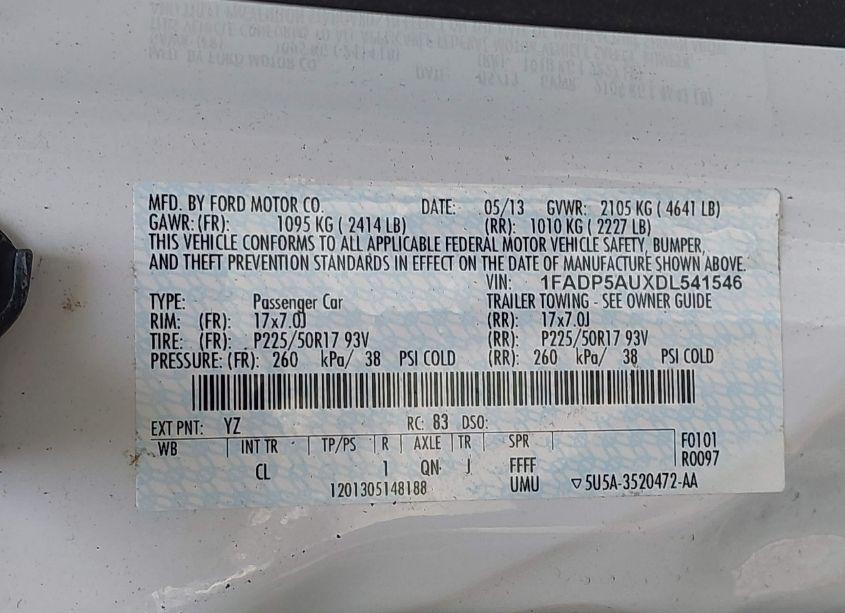 MFD. BY FORD MOTOR CO. DATE: 05/13 GVWR: 2105 KG ( 4641 LB)
GAWR: (FR): 1095 KG ( 2414 LB) (RR): 1010 KG ( 2227 LB)
THIS VEHICLE CONFORMS TO ALL APPLICABLE FEDERAL MOTOR VEHICLE SAFETY, BUMPER,
AND THEFT PREVENTION STANDARDS IN EFFECT ON THE DATE OF MANUFACTURE SHOWN ABOVE.
VIN: 1FADP5AUXDL541546
TYPE: Passenger Car TRAILER TOWING - SEE OWNER GUIDE
RIM: (FR): 17x7.0J (RR): 17x7.0J
TIRE: (FR): P225/50R17 93V (RR): P225/50R17 93V
PRESSURE: (FR): 260 kPa/ 38 PSI COLD (RR): 260 kPa/ 38 PSI COLD
EXT PNT: YZ RC: 83 DSO:
WB INT TR TP/PS R AXLE TR SPR F0101
R0097
CL 1 QN J FFFF
1201305148188 UMU ▽5U5A-3520472-AA